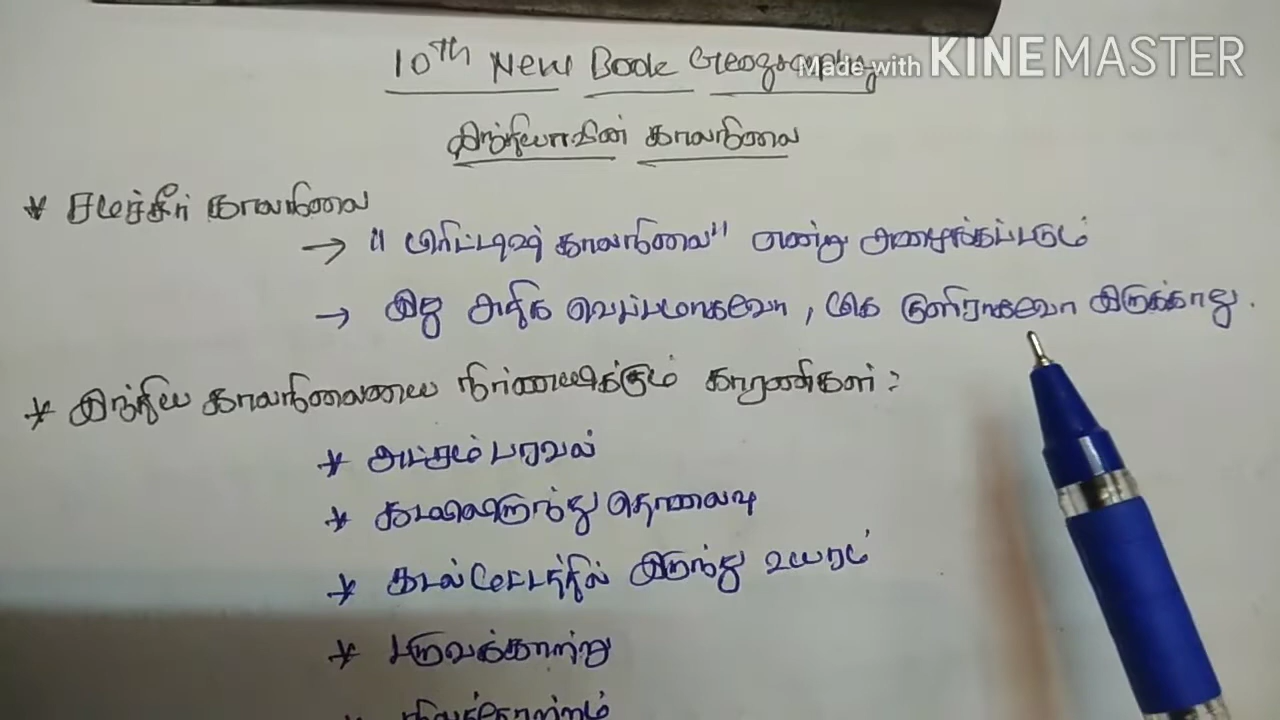 10th New Book Geography
Made with KINEMASTER
இந்தியாவின் காலநிலை
* சமச்சீர் காலநிலை
→ "பிரிட்டிஷ் காலநிலை" என்று அழைக்கப்படும்
→ இது அதிக வெப்பமாகவோ, மிக குளிராகவோ இருக்காது.
* இந்திய காலநிலையை நிர்ணயிக்கும் காரணிகள்:
* அட்சப் பரவல்
* கடலிலிருந்து தொலைவு
* கடல் மட்டத்தில் இருந்து உயரம்
* பருவக்காற்று
* நிலத்தோற்றம்